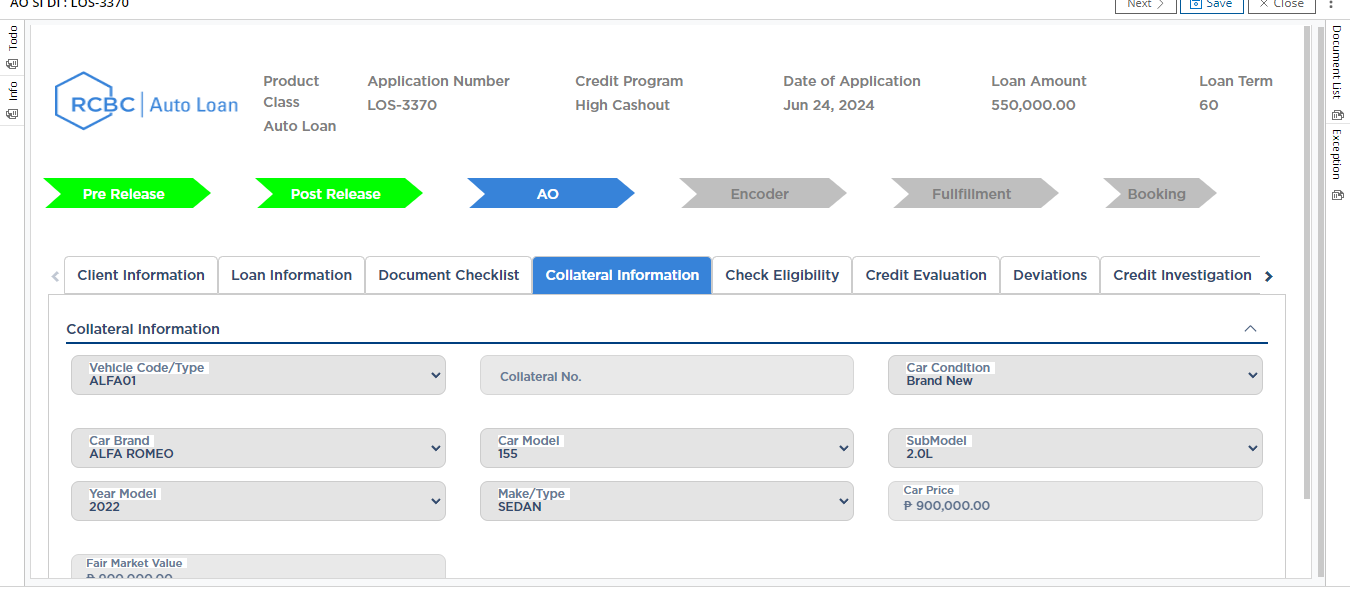 AO SI DI : LOS-3370
Next
Save
Close
Todo
Info
Document List
Exception
RCBC Auto Loan
Product Class
Auto Loan
Application Number
LOS-3370
Credit Program
High Cashout
Date of Application
Jun 24, 2024
Loan Amount
550,000.00
Loan Term
60
Pre Release
Post Release
AO
Encoder
Fullfillment
Booking
Client Information
Loan Information
Document Checklist
Collateral Information
Check Eligibility
Credit Evaluation
Deviations
Credit Investigation
Collateral Information
Vehicle Code/Type
ALFA01
Collateral No.
Car Condition
Brand New
Car Brand
ALFA ROMEO
Car Model
155
SubModel
2.0L
Year Model
2022
Make/Type
SEDAN
Car Price
₱ 900,000.00
Fair Market Value